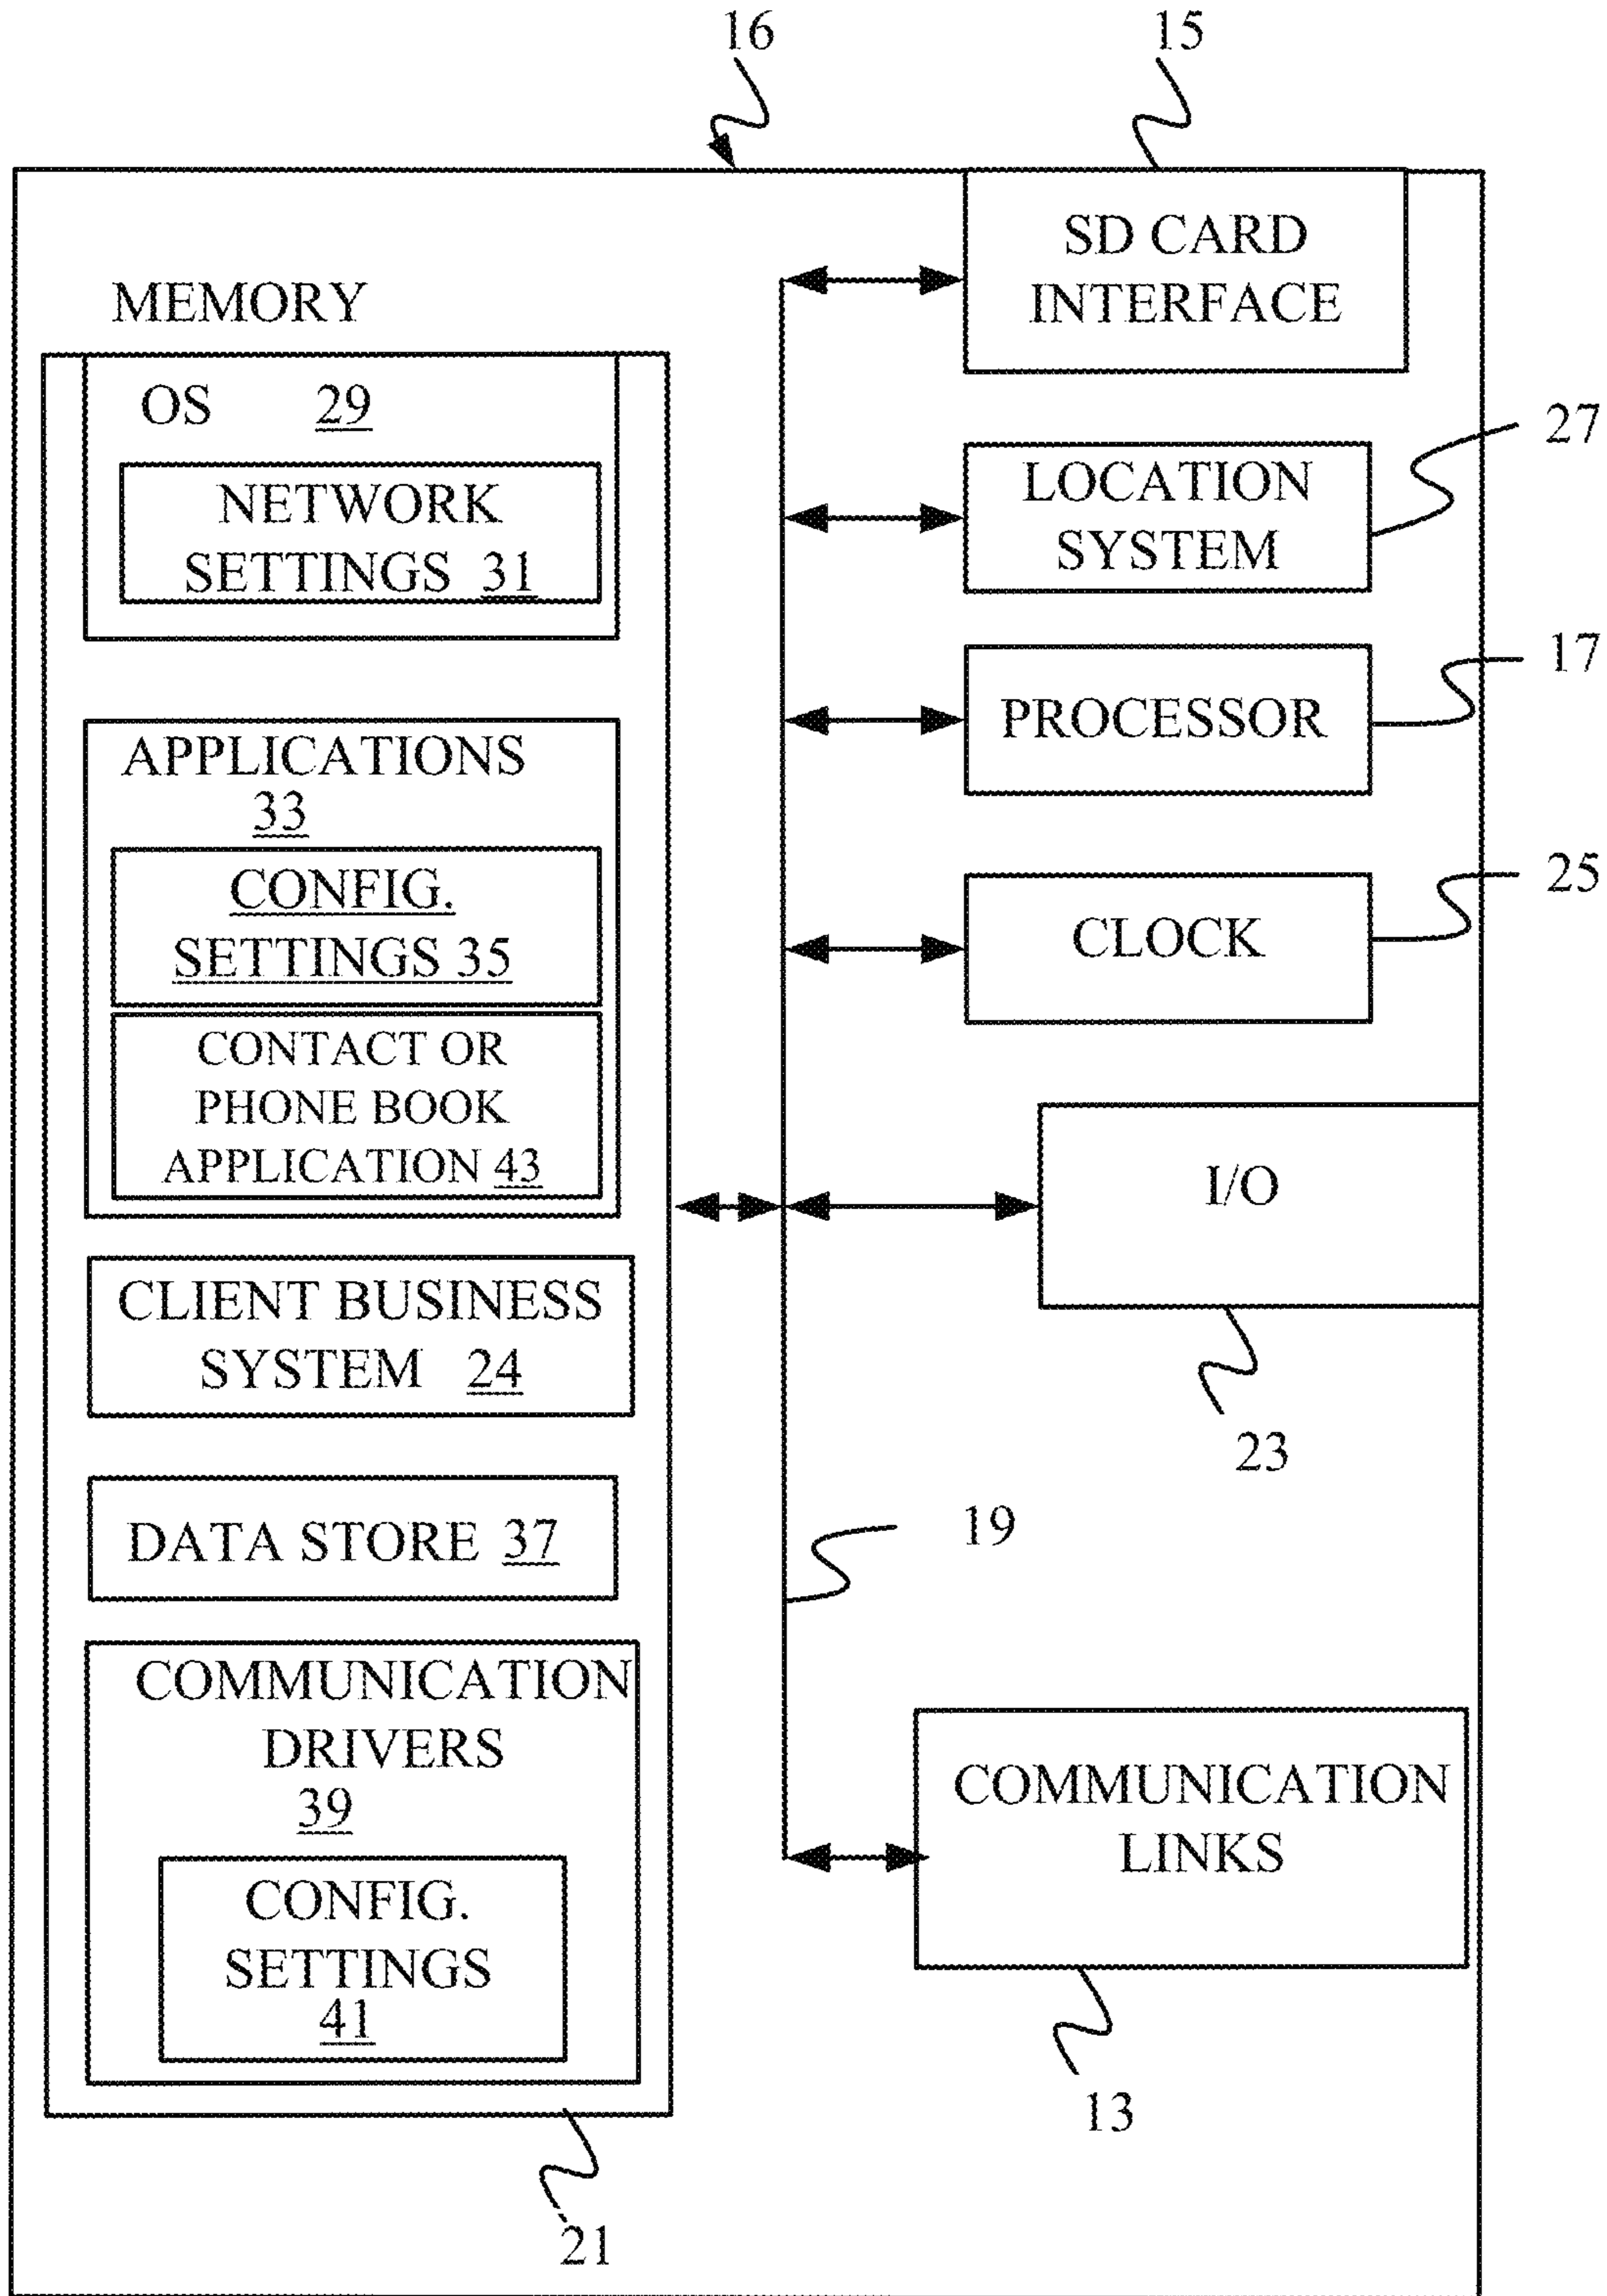 16
15
MEMORY
OS 29
NETWORK
SETTINGS 31
APPLICATIONS
33
CONFIG.
SETTINGS 35
CONTACT OR
PHONE BOOK
APPLICATION 43
CLIENT BUSINESS
SYSTEM 24
DATA STORE 37
COMMUNICATION
DRIVERS
39
CONFIG.
SETTINGS
41
21
SD CARD
INTERFACE
LOCATION
SYSTEM
27
PROCESSOR
17
CLOCK
25
I/O
23
19
COMMUNICATION
LINKS
13